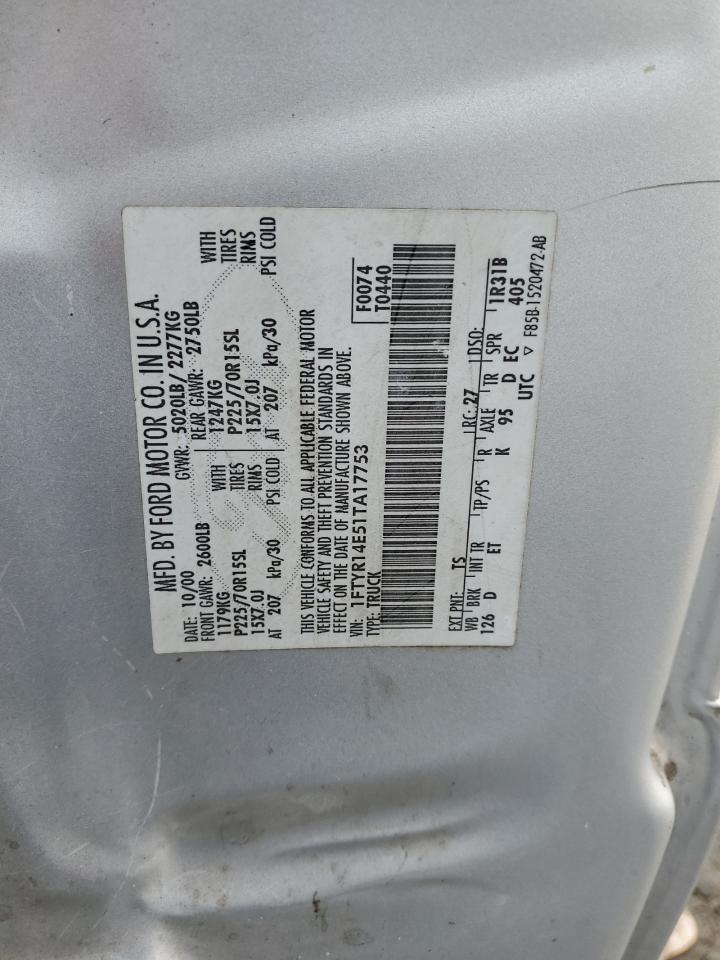 MFD. BY FORD MOTOR CO. IN U.S.A.
DATE: 10/00 GVWR: 5020LB/ 2277KG
FRONT GAWR: 2600LB REAR GAWR: 2750LB
1179KG WITH 1247KG WITH
P225/70R15SL TIRES P225/70R15SL TIRES
15X7.0J RIMS 15X7.0J RIMS
AT 207 kPa/30 PSI COLD AT 207 kPa/30 PSI COLD
THIS VEHICLE CONFORMS TO ALL APPLICABLE FEDERAL MOTOR
VEHICLE SAFETY AND THEFT PREVENTION STANDARDS IN
EFFECT ON THE DATE OF MANUFACTURE SHOWN ABOVE.
VIN: 1FTYR14E51TA17753 F0074
TYPE: TRUCK T0440
EXT PNT: TS RC: 27 DSO:
WB BRK INT TR TP/PS R AXLE TR SPR 1R31B
126 D ET K 95 D EC 405
UTC ▽ F85B-1520472-AB